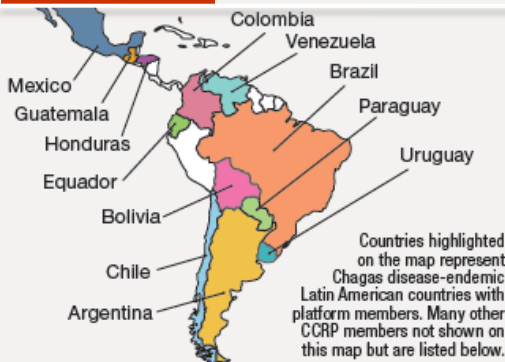 Colombia
Venezuela
Brazil
Mexico
Paraguay
Guatemala
Honduras
Uruguay
Equador
Bolivia
Chile
Argentina
Countries highlighted
on the map represent
Chagas disease-endemic
Latin American countries with
platform members. Many other
CCRP members not shown on
this map but are listed below.